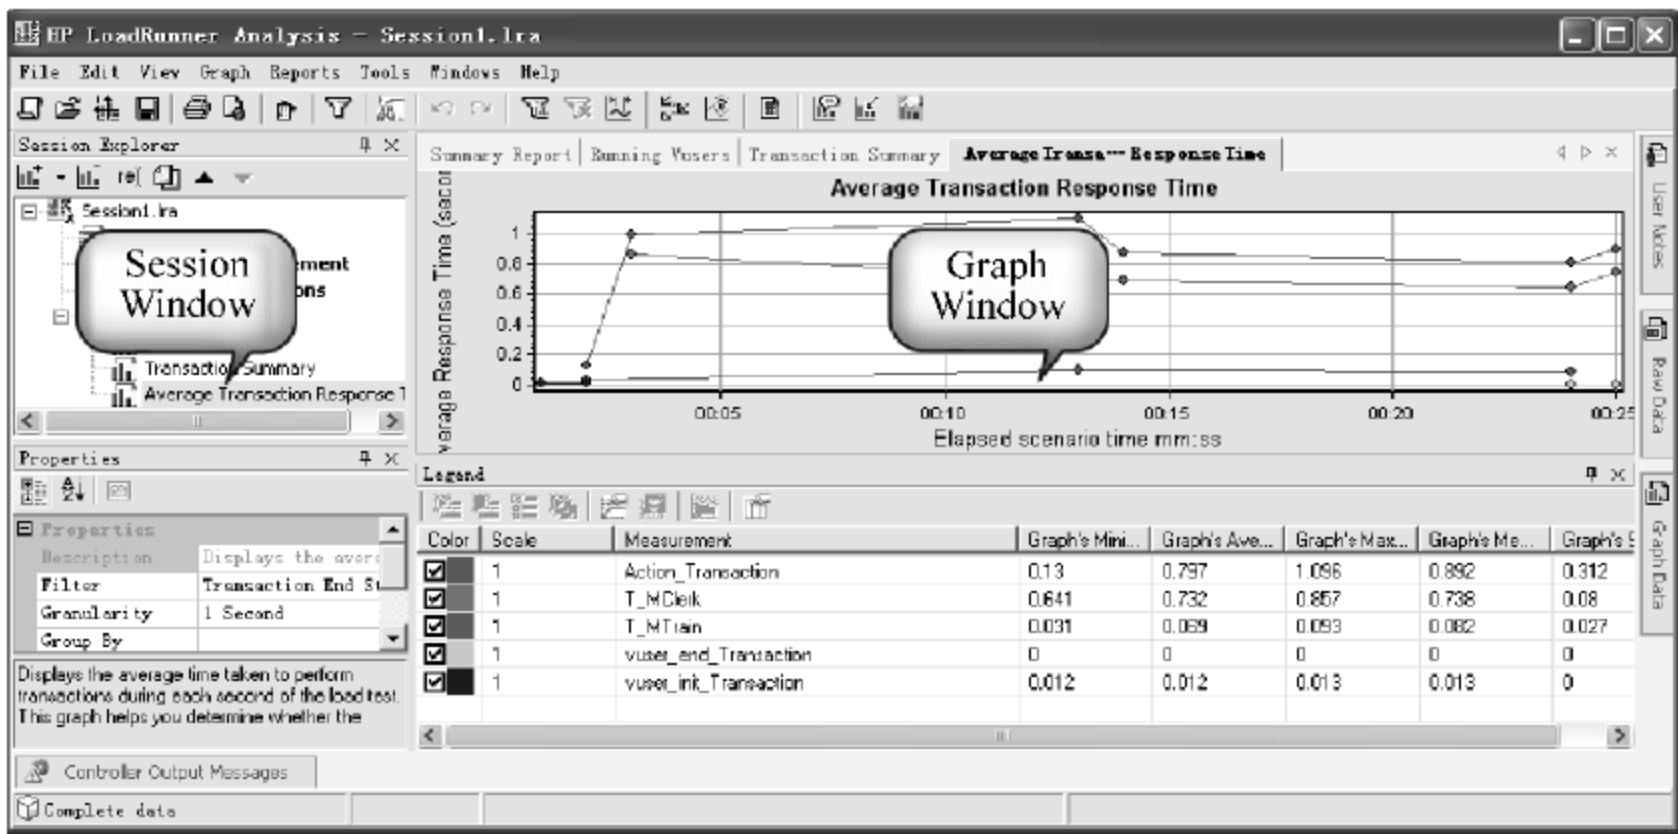 HP LoadRunner Analysis - Session1.lra
File Edit View Graph Reports Tools Windows Help
Session Explorer
Session1.lra
Session
Window
ement
ons
Transaction Summary
Average Transaction Response T
Properties
Properties
Description Displays the avera
Filter Transaction End St
Granularity 1 Second
Group By
Displays the average time taken to perform
transactions during each second of the load test.
This graph helps you determine whether the
Summary Report Running Vusers Transaction Summary Average Transa--- Response Time
Average Transaction Response Time
verage Response Time (secor
1
0.8
0.6
0.4
0.2
0
Graph
Window
00:05 00:10 00:15 00:20 00:25
Elapsed scenario time mm:ss
Legend
Color Scale Measurement Graph's Mini... Graph's Ave... Graph's Max... Graph's Me... Graph's S
1 Action_Transaction 0.13 0.797 1.096 0.892 0.312
1 T_MClerk 0.641 0.732 0.857 0.738 0.08
1 T_MTrain 0.031 0.069 0.093 0.082 0.027
1 vuser_end_Transaction 0 0 0 0 0
1 vuser_init_Transaction 0.012 0.012 0.013 0.013 0
User Notes
Raw Data
Graph Data
Controller Output Messages
Complete data